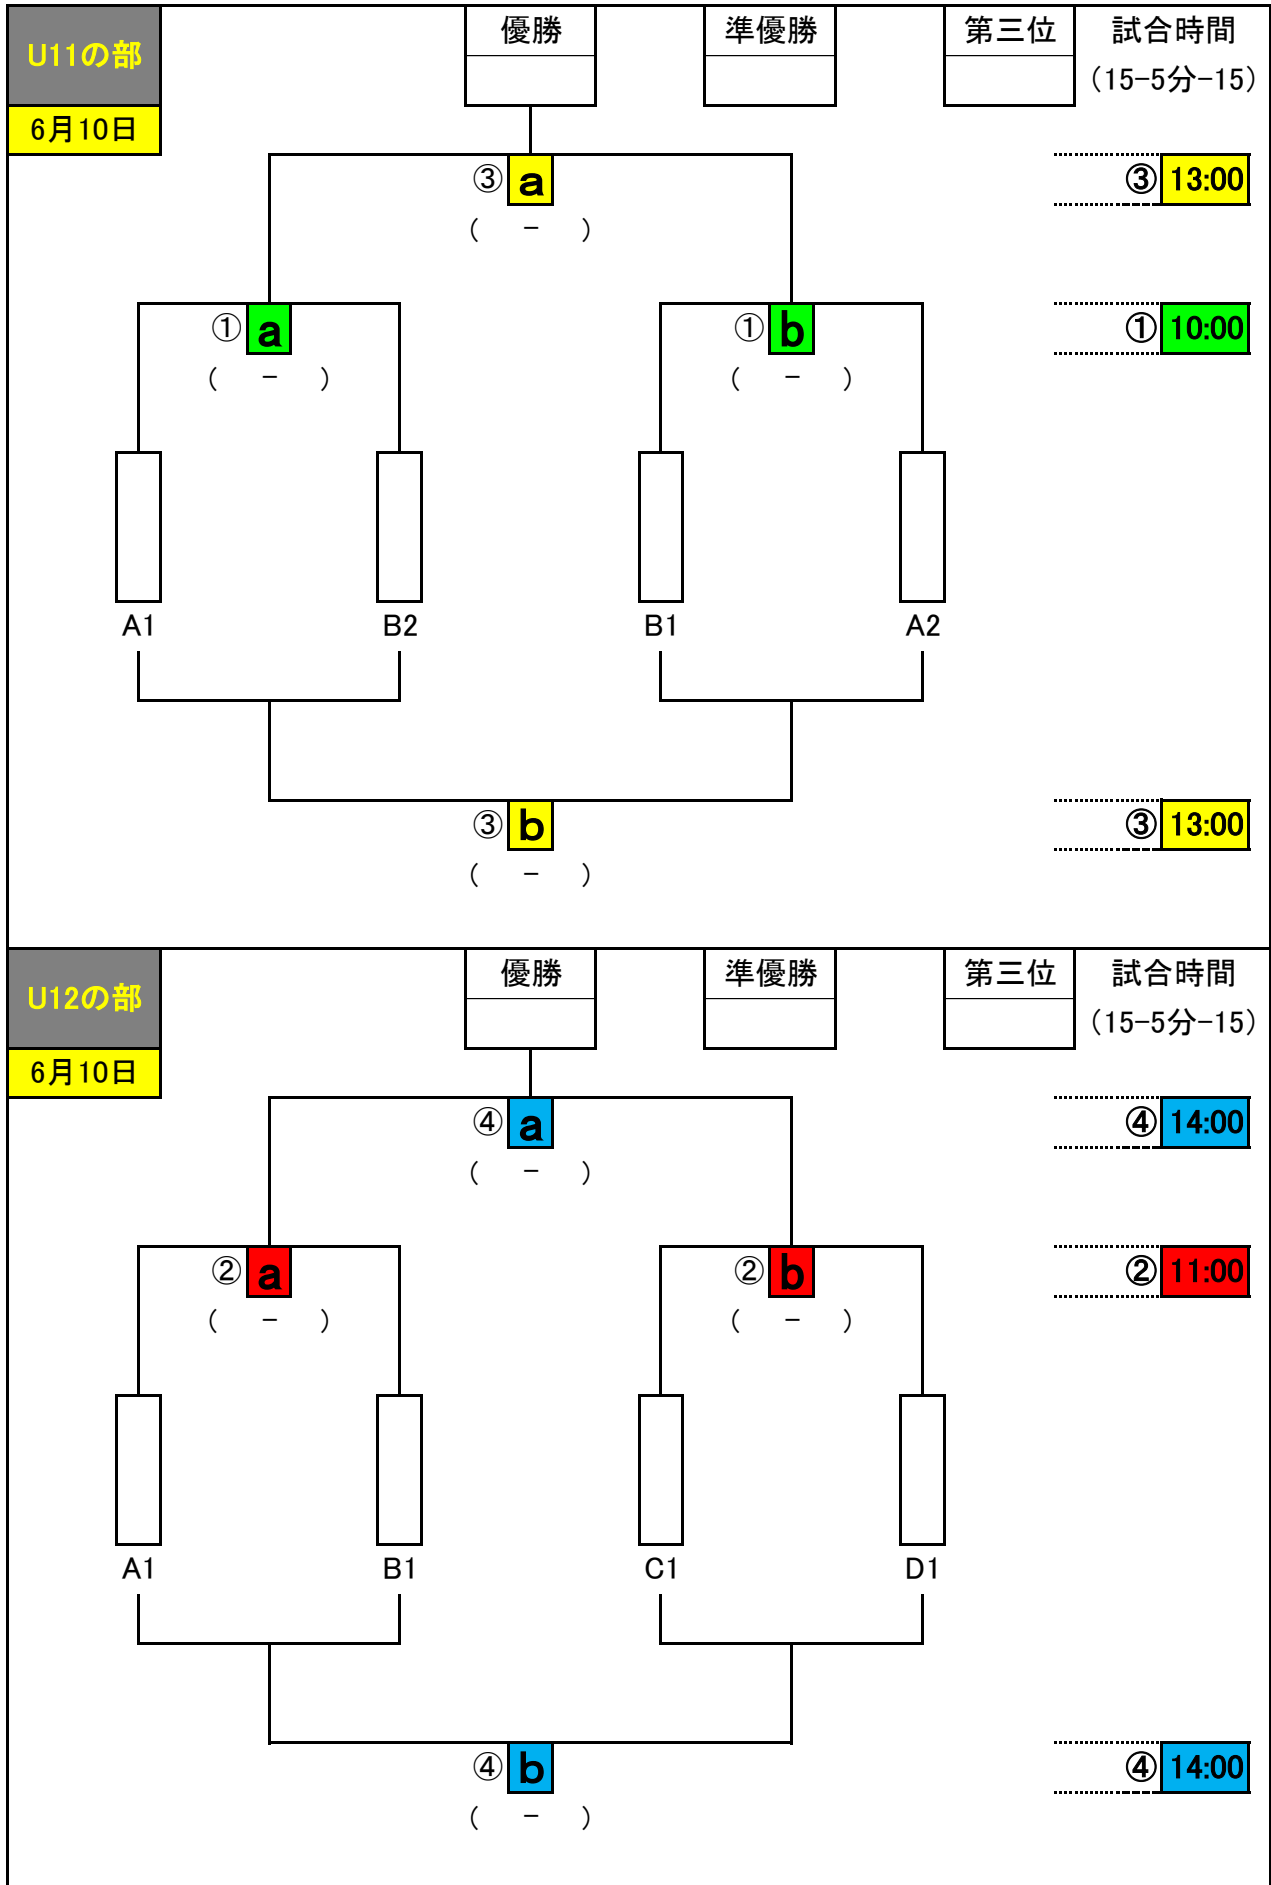 U11の部
優勝
準優勝
第三位
試合時間
（15-5分-15）
6月10日
③ a
③ 13:00
（　-　）
① a
① b
① 10:00
（　-　）
（　-　）
A1
B2
B1
A2
③ b
③ 13:00
（　-　）
U12の部
優勝
準優勝
第三位
試合時間
（15-5分-15）
6月10日
④ a
④ 14:00
（　-　）
② a
② b
② 11:00
（　-　）
（　-　）
A1
B1
C1
D1
④ b
④ 14:00
（　-　）